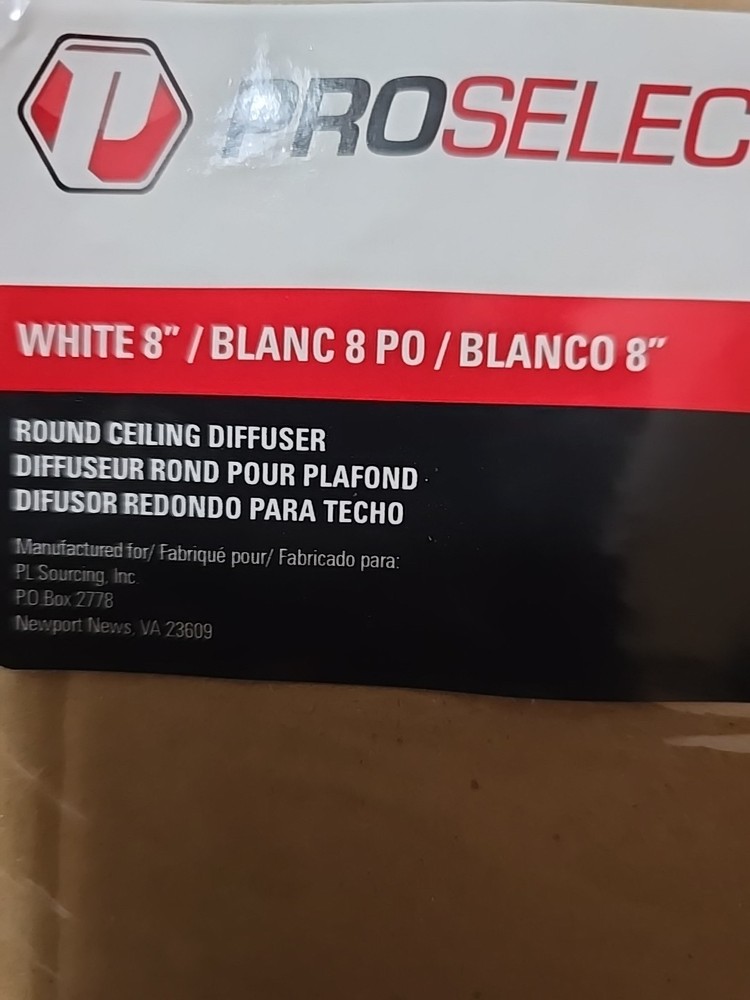 PROSELEC
WHITE 8" / BLANC 8 PO / BLANCO 8"
ROUND CEILING DIFFUSER
DIFFUSEUR ROND POUR PLAFOND
DIFUSOR REDONDO PARA TECHO
Manufactured for/ Fabriqué pour/ Fabricado para:
PL Sourcing, Inc.
P.O. Box 2778
Newport News, VA 23609